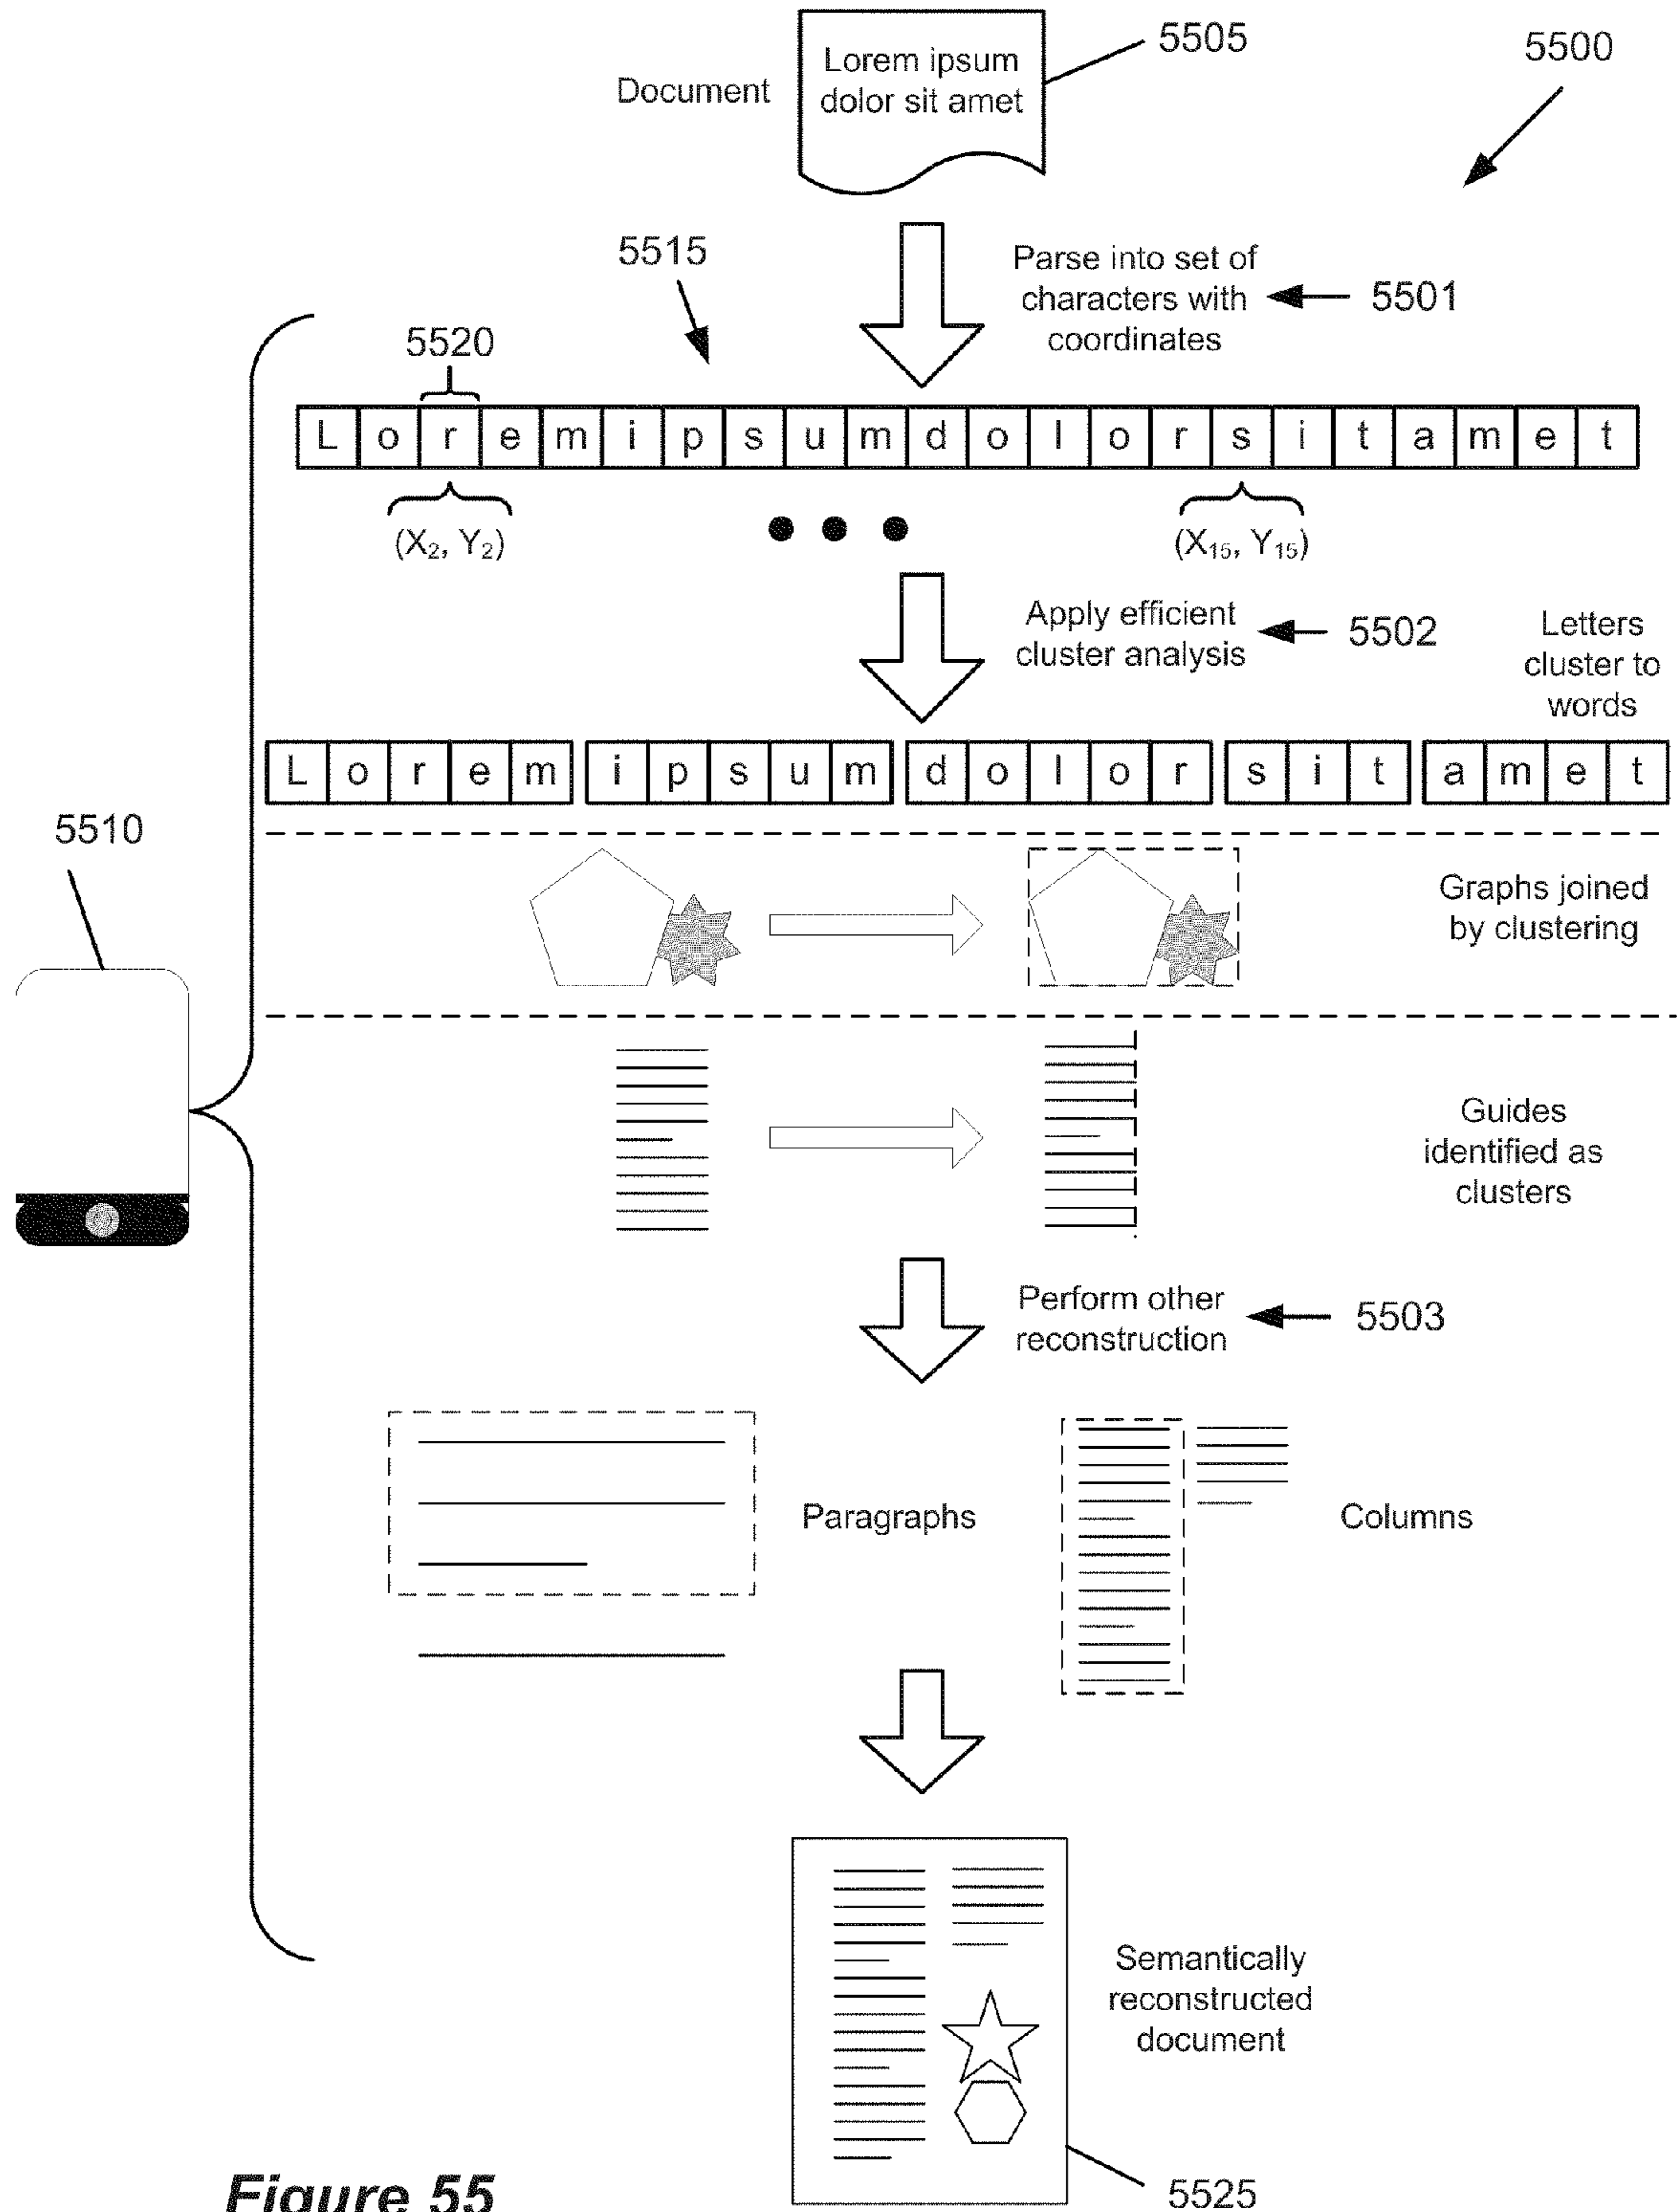 5505
5500
Document
Lorem ipsum
dolor sit amet
5515
Parse into set of
characters with
coordinates
5501
5520
L o r e m i p s u m d o l o r s i t a m e t
(X₂, Y₂)
(X₁₅, Y₁₅)
Apply efficient
cluster analysis
5502
Letters
cluster to
words
L o r e m i p s u m d o l o r s i t a m e t
5510
Graphs joined
by clustering
Guides
identified as
clusters
Perform other
reconstruction
5503
Paragraphs
Columns
Semantically
reconstructed
document
5525
Figure 55